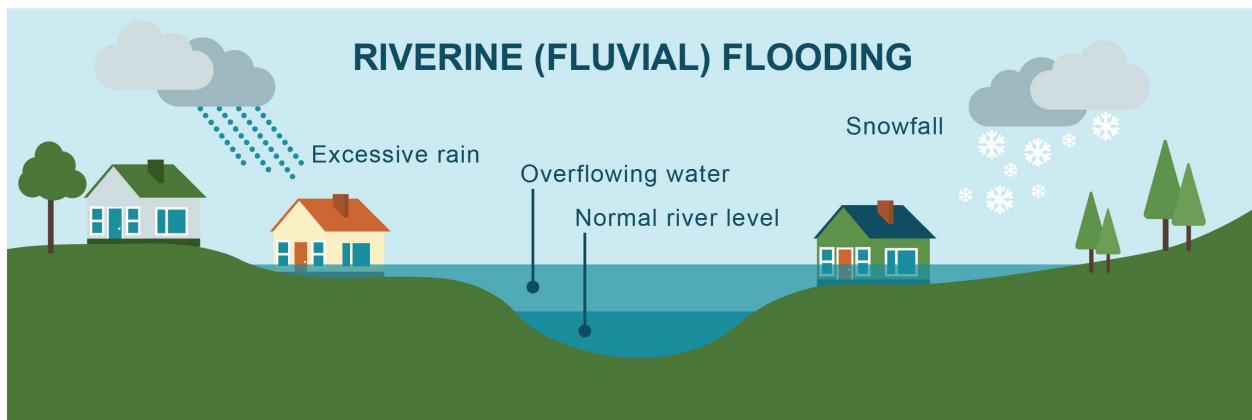 RIVERINE (FLUVIAL) FLOODING
Snowfall
Excessive rain
Overflowing water
Normal river level